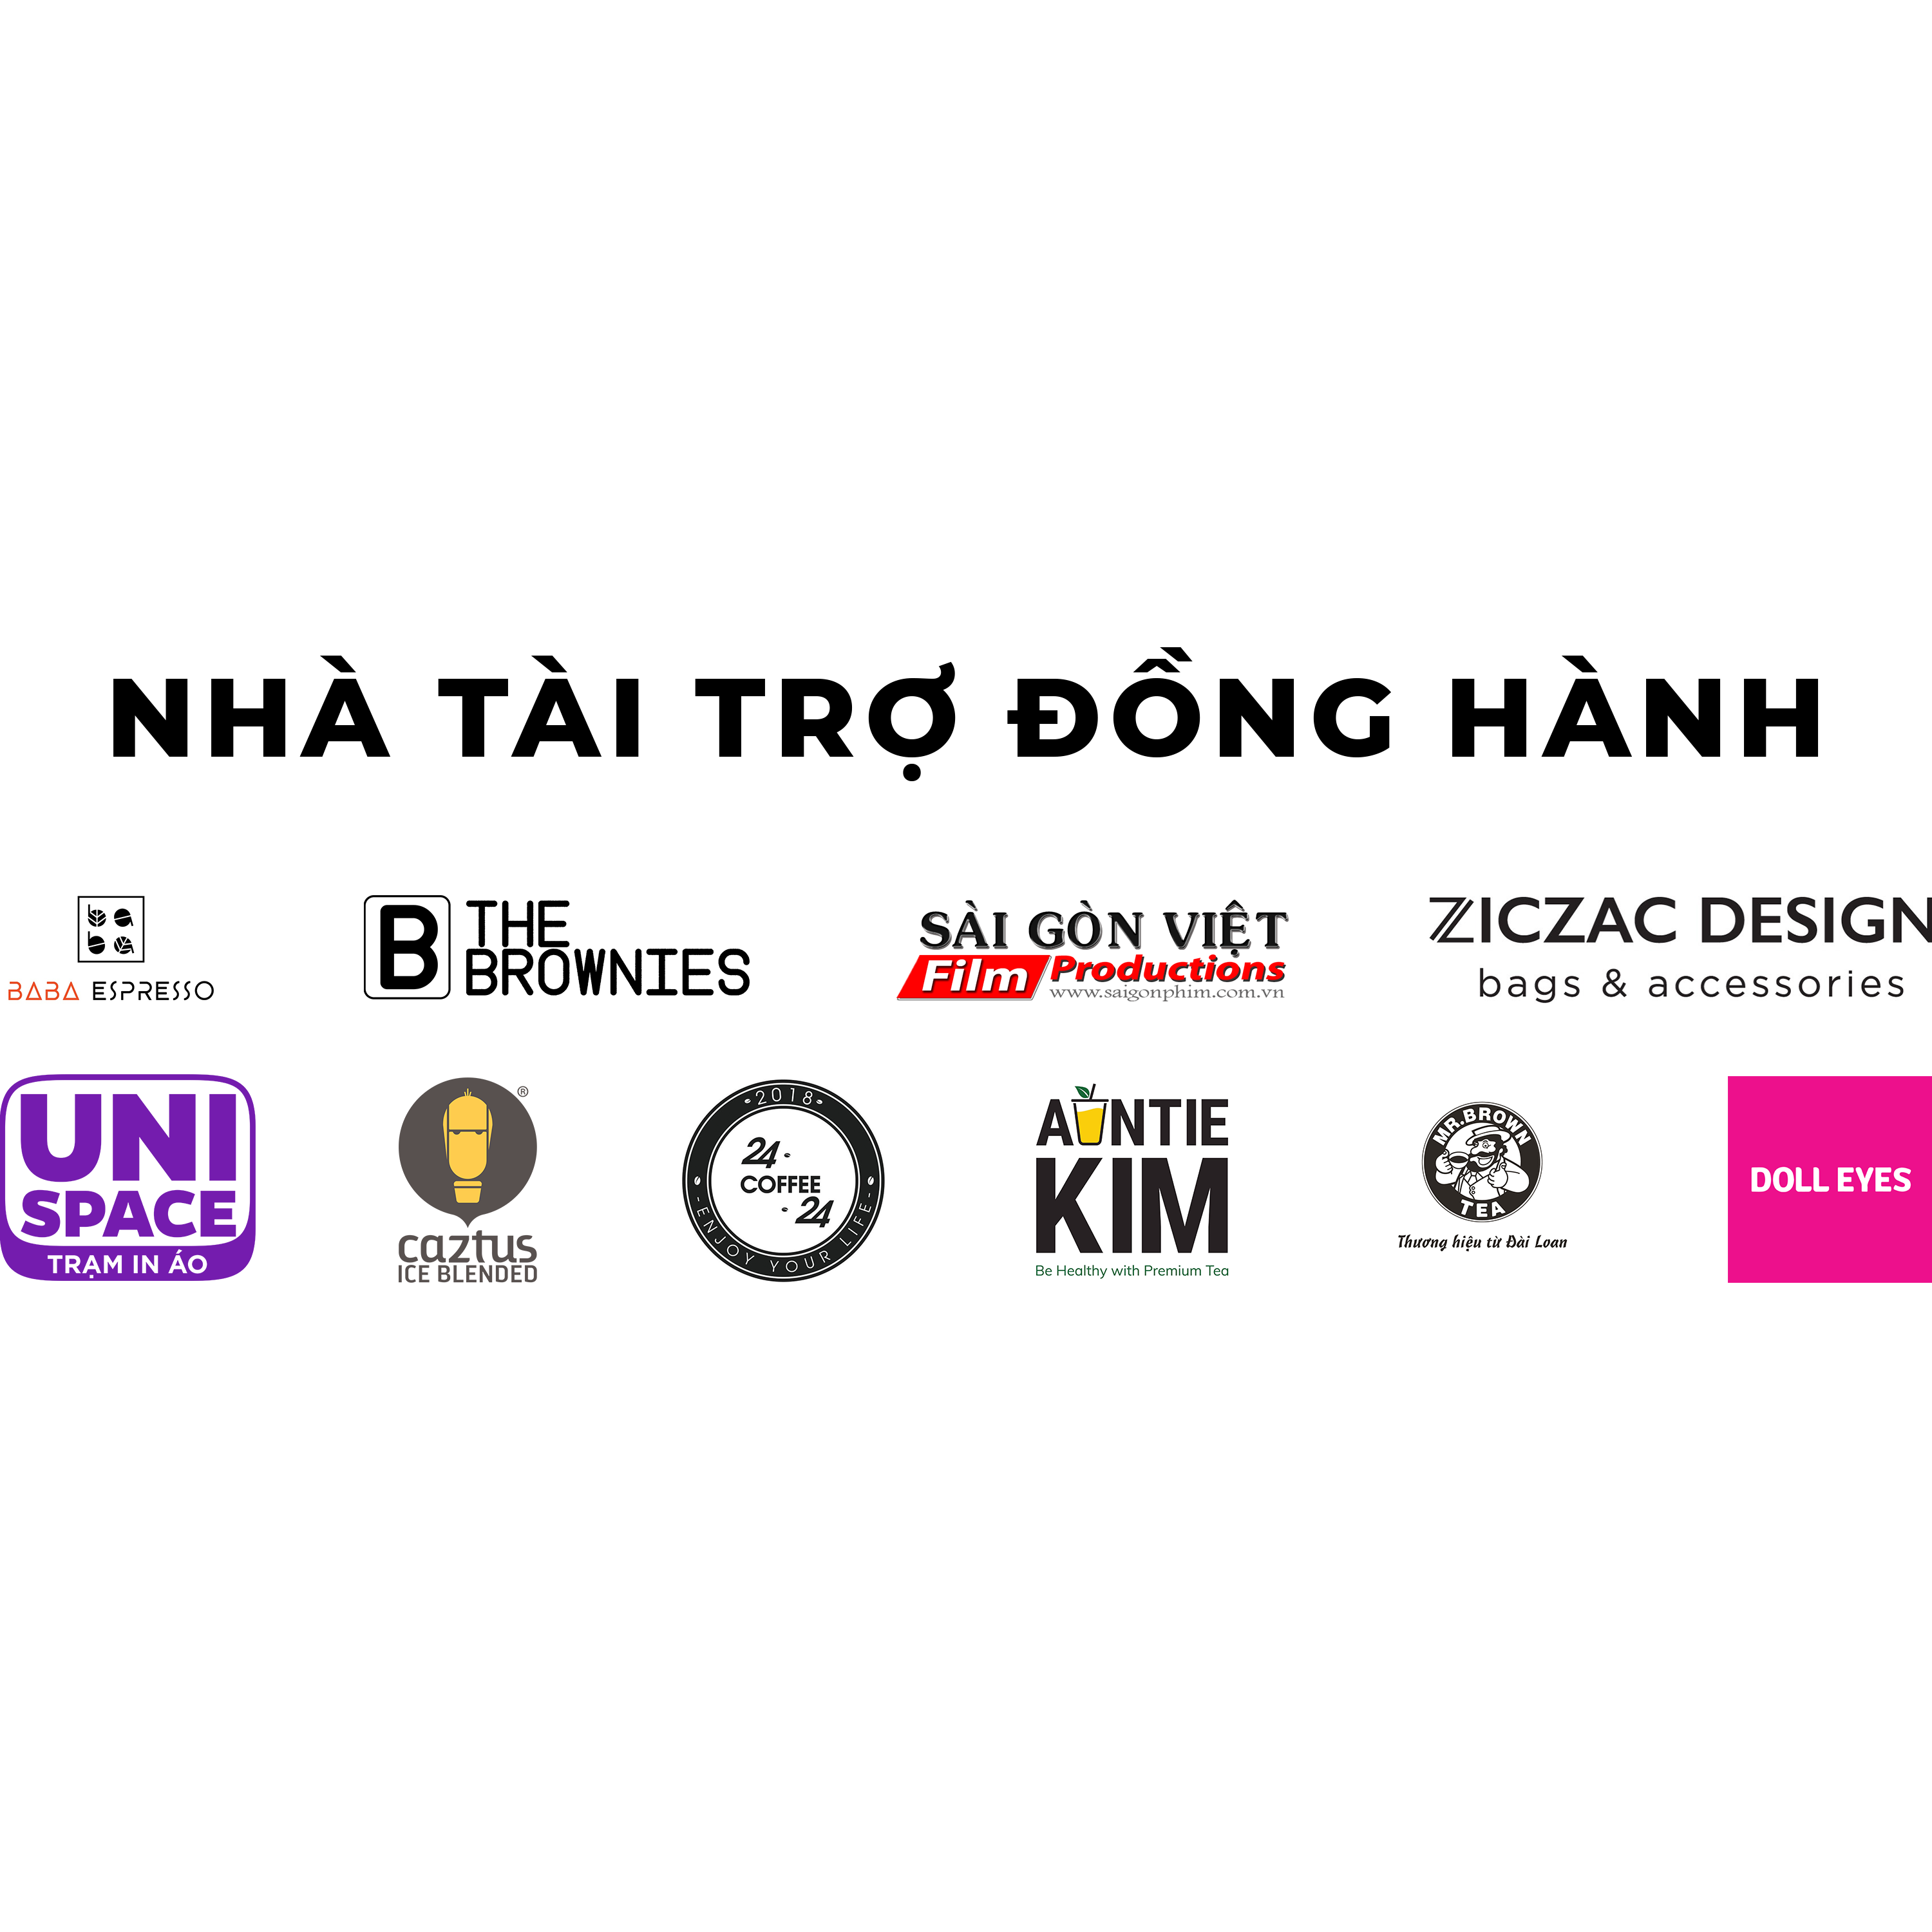 NHÀ TÀI TRỢ ĐỒNG HÀNH
ba
ba
BABA ESPRESSO
B
THE
BROWNIES
SÀI GÒN VIỆT
Film Productions
www.saigonphim.com.vn
ZICZAC DESIGN
bags & accessories
UNI
SPACE
TRẠM IN ÁO
®
caztus
ICE BLENDED
2018
24
COFFEE
24
-ENJOY YOUR LIFE-
AUNTIE
KIM
Be Healthy with Premium Tea
MR.BROWN
TEA
Thương hiệu từ Đài Loan
DOLL EYES